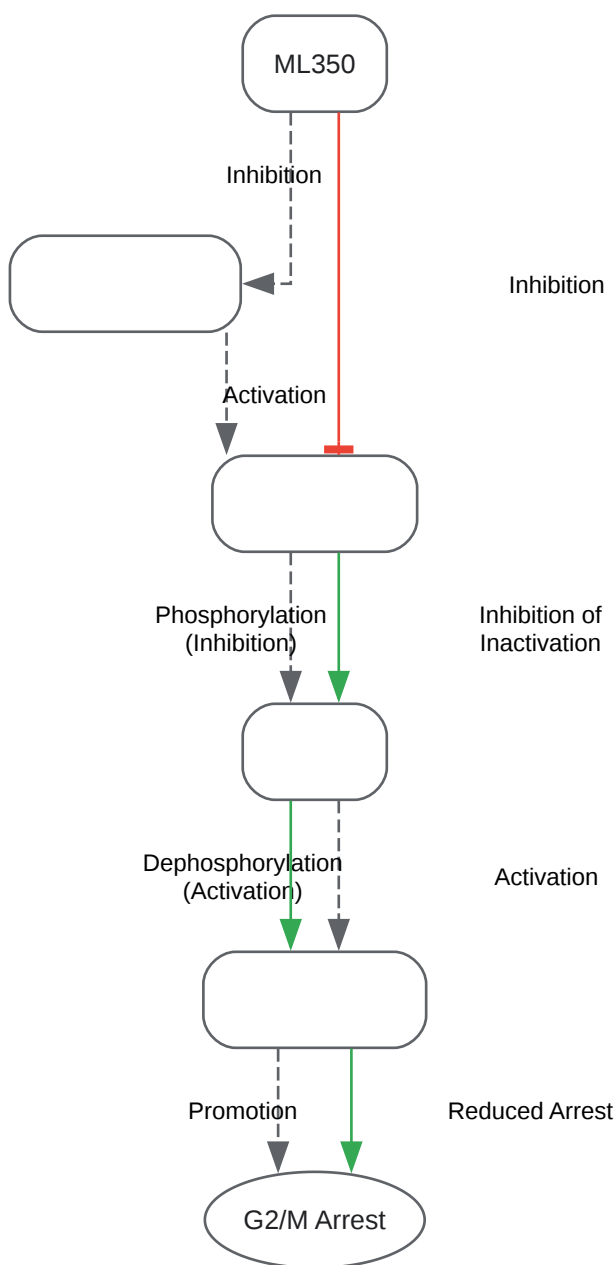 ML350
Inhibition
Inhibition
Activation
Phosphorylation
(Inhibition)
Inhibition of
Inactivation
Dephosphorylation
(Activation)
Activation
Promotion
Reduced Arrest
G2/M Arrest